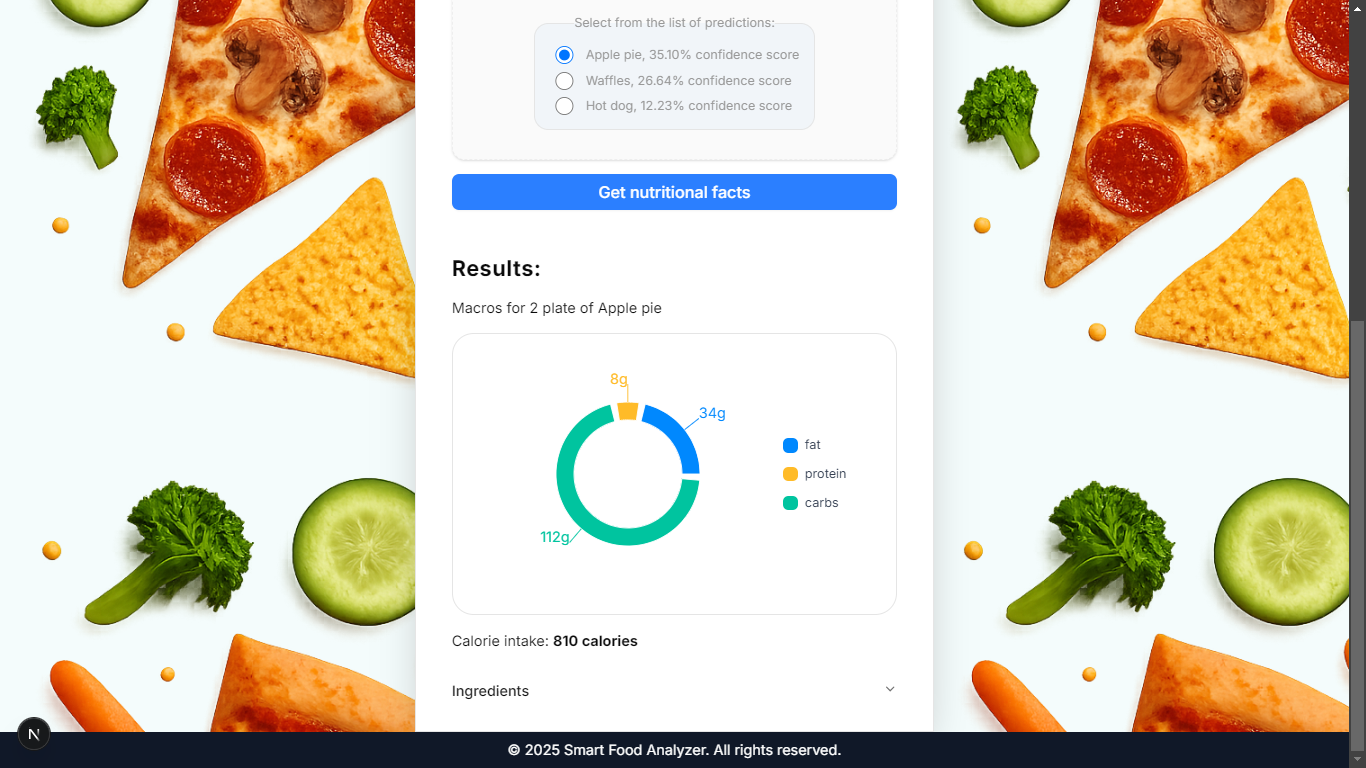 Select from the list of predictions:
Apple pie, 35.10% confidence score
Waffles, 26.64% confidence score
Hot dog, 12.23% confidence score
Get nutritional facts
Results:
Macros for 2 plate of Apple pie
8g
34g
112g
fat
protein
carbs
Calorie intake: 810 calories
Ingredients
N
© 2025 Smart Food Analyzer. All rights reserved.